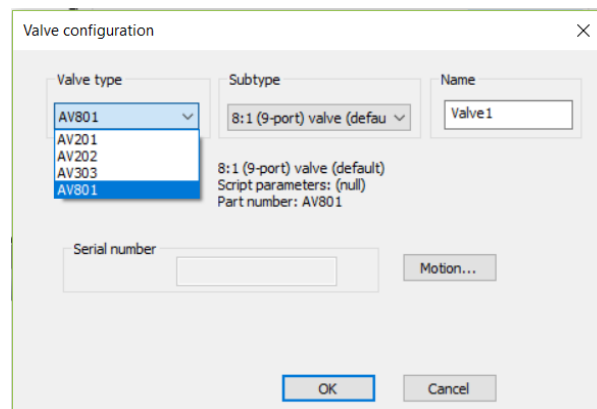 Valve configuration
Valve type
Subtype
Name
AV801
8:1 (9-port) valve (defau
Valve1
AV201
AV202
AV303
AV801
8:1 (9-port) valve (default)
Script parameters: (null)
Part number: AV801
Serial number
Motion...
OK
Cancel